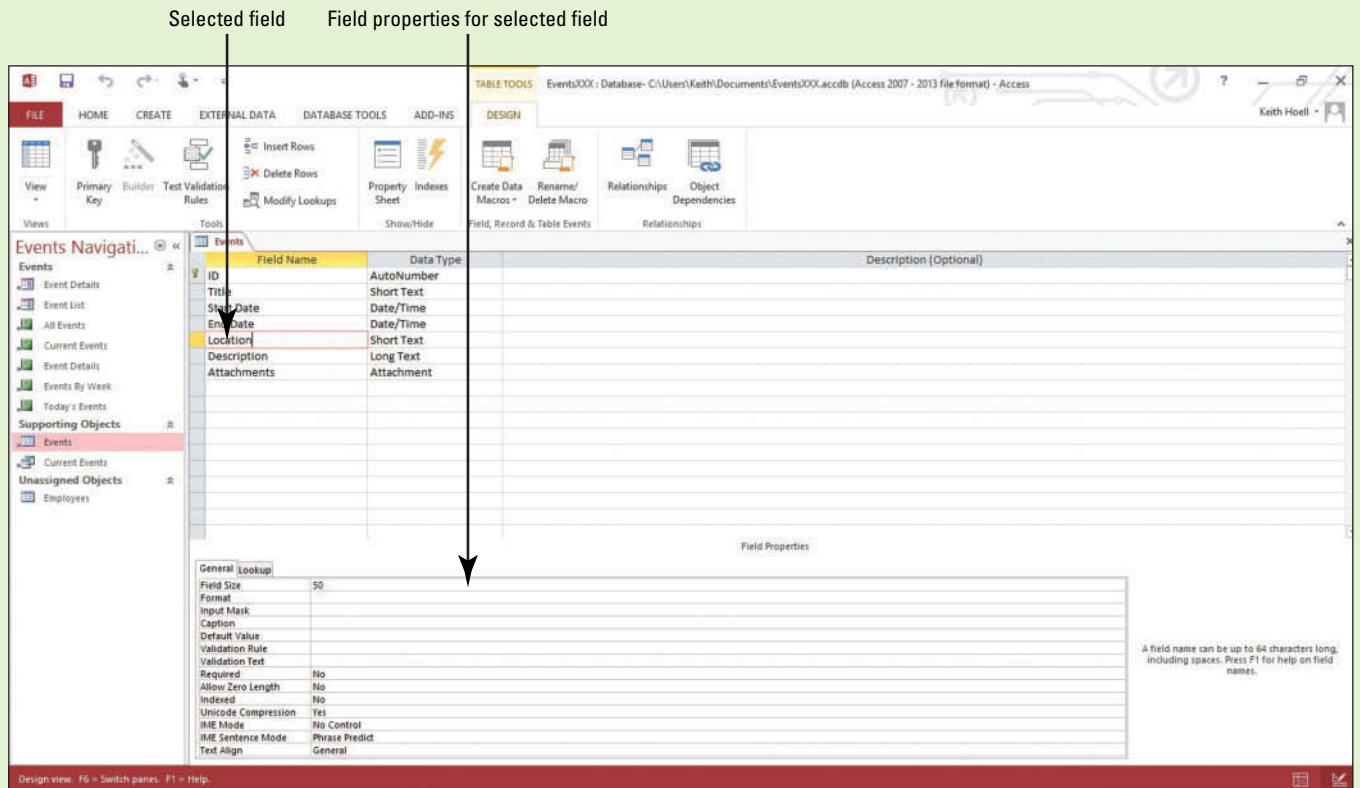 Selected field Field properties for selected field
TABLE TOOLS EventsXXX : Database- C:\Users\Keith\Documents\EventsXXX.accdb (Access 2007 - 2013 file format) - Access ?
FILE HOME CREATE EXTERNAL DATA DATABASE TOOLS ADD-INS DESIGN Keith Hoell
View Primary Key Builder Test Validation Rules
Insert Rows
Delete Rows
Modify Lookups
Property Sheet Indexes
Create Data Macros Rename/ Delete Macro
Relationships Object Dependencies
Views Tools Show/Hide Field, Record & Table Events Relationships
Events Navigati... «
Events
Event Details
Event List
All Events
Current Events
Event Details
Events By Week
Today's Events
Supporting Objects
Events
Current Events
Unassigned Objects
Employees
Events
Field Name Data Type Description (Optional)
ID AutoNumber
Title Short Text
Start Date Date/Time
End Date Date/Time
Location Short Text
Description Long Text
Attachments Attachment
Field Properties
General Lookup
Field Size 50
Format
Input Mask
Caption
Default Value
Validation Rule
Validation Text
Required No
Allow Zero Length No
Indexed No
Unicode Compression Yes
IME Mode No Control
IME Sentence Mode Phrase Predict
Text Align General
A field name can be up to 64 characters long,
including spaces. Press F1 for help on field
names.
Design view. F6 = Switch panes. F1 = Help.